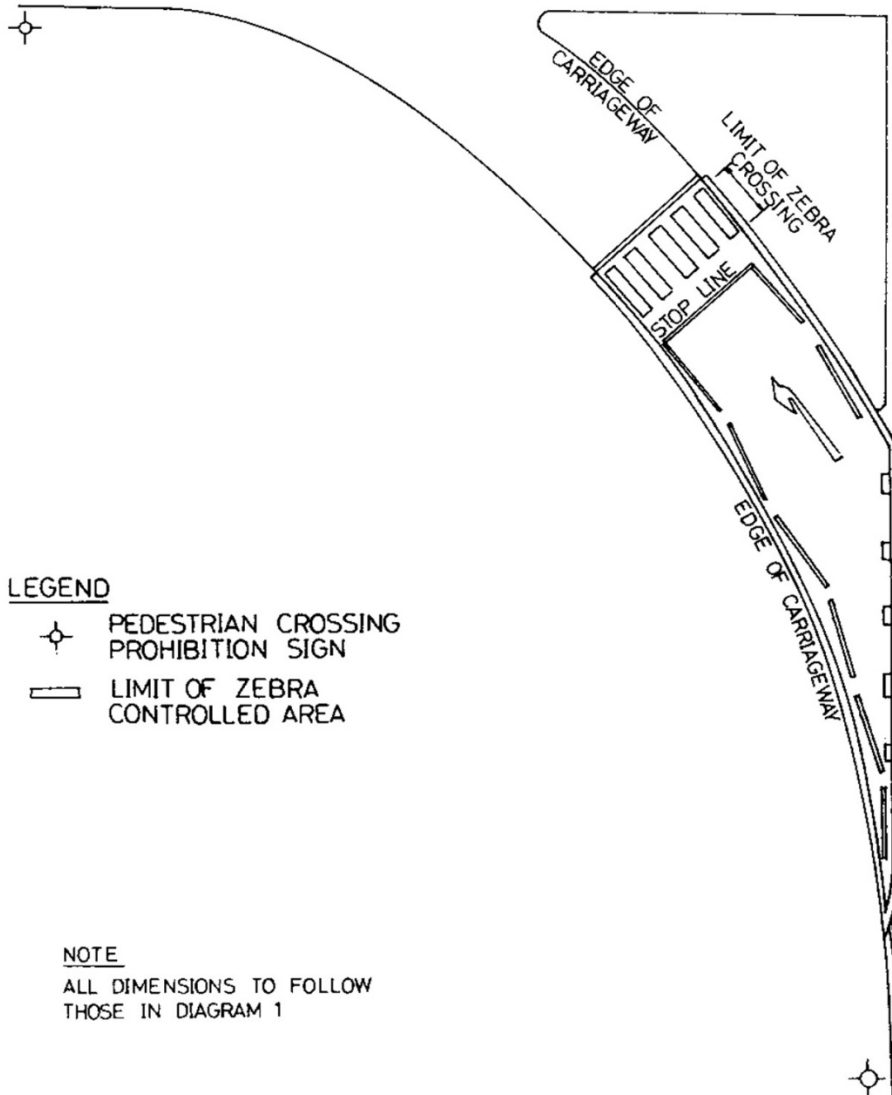 EDGE OF
CARRIAGEWAY
LIMIT OF ZEBRA
CROSSING
STOP LINE
EDGE OF CARRIAGEWAY
LEGEND
PEDESTRIAN CROSSING
PROHIBITION SIGN
LIMIT OF ZEBRA
CONTROLLED AREA
NOTE
ALL DIMENSIONS TO FOLLOW
THOSE IN DIAGRAM 1